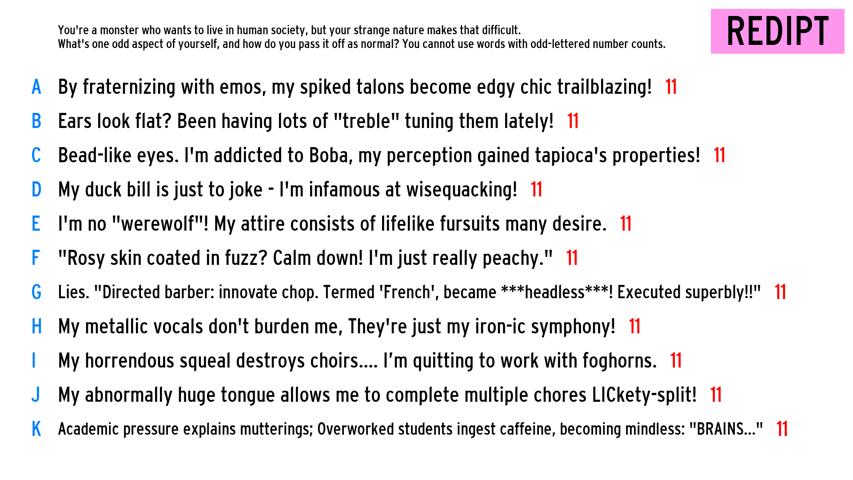 You're a monster who wants to live in human society, but your strange nature makes that difficult.
What's one odd aspect of yourself, and how do you pass it off as normal? You cannot use words with odd-lettered number counts.
REDIPT
A By fraternizing with emos, my spiked talons become edgy chic trailblazing! 11
B Ears look flat? Been having lots of "treble" tuning them lately! 11
C Bead-like eyes. I'm addicted to Boba, my perception gained tapioca's properties! 11
D My duck bill is just to joke - I'm infamous at wisequacking! 11
E I'm no "werewolf"! My attire consists of lifelike fursuits many desire. 11
F "Rosy skin coated in fuzz? Calm down! I'm just really peachy." 11
G Lies. "Directed barber: innovate chop. Termed 'French', became ***headless***! Executed superbly!!" 11
H My metallic vocals don't burden me, They're just my iron-ic symphony! 11
I My horrendous squeal destroys choirs.... I'm quitting to work with foghorns. 11
J My abnormally huge tongue allows me to complete multiple chores LICkety-split! 11
K Academic pressure explains mutterings; Overworked students ingest caffeine, becoming mindless: "BRAINS..." 11